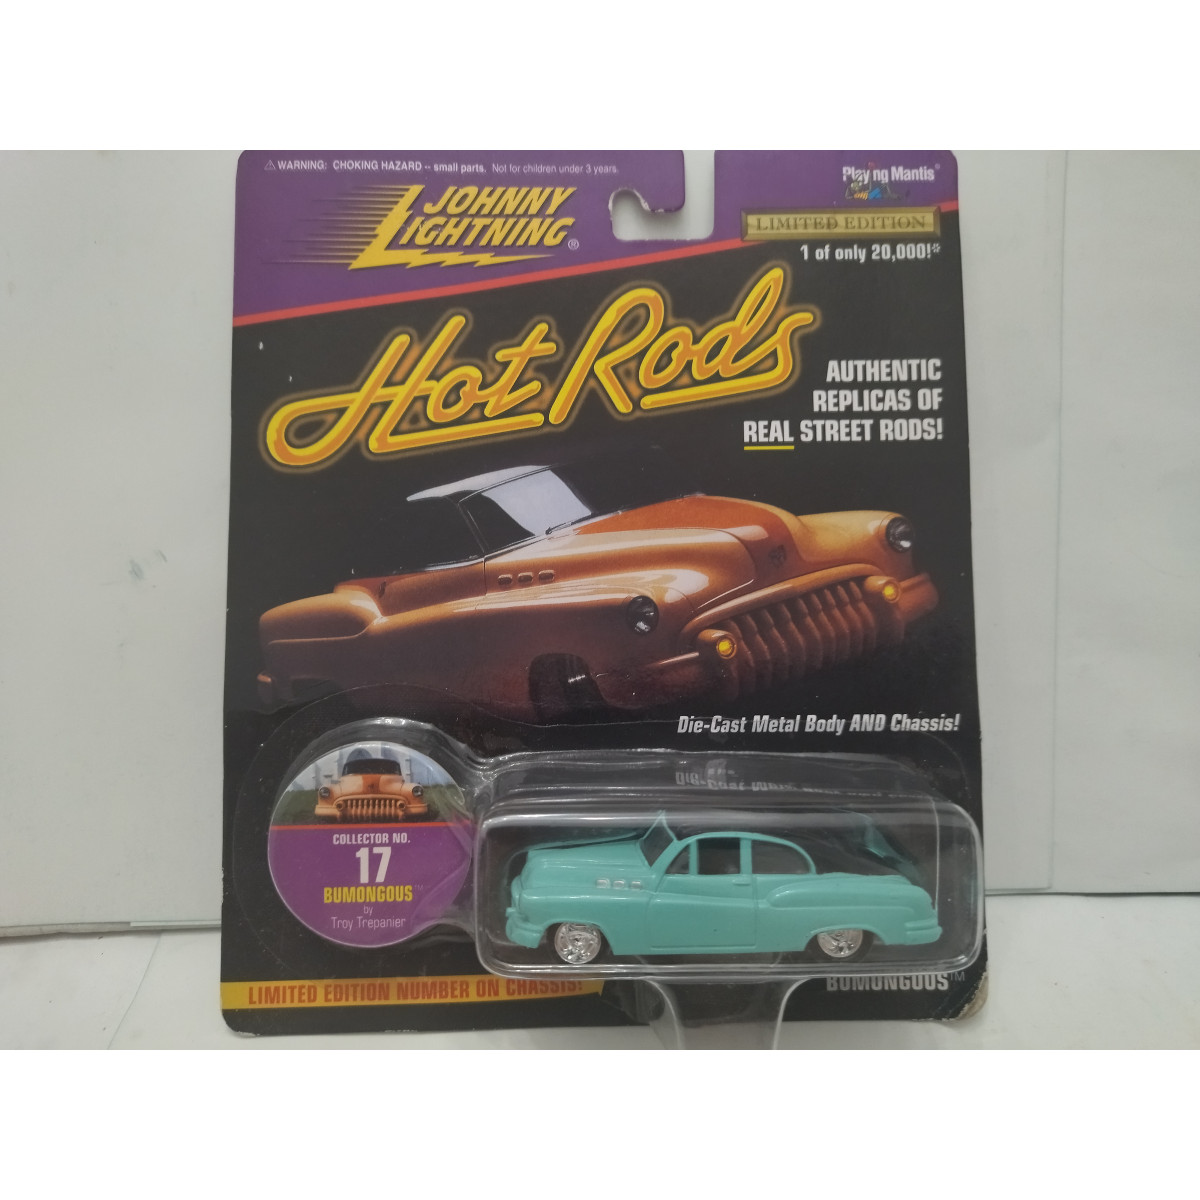 ⚠ WARNING: CHOKING HAZARD -- small parts. Not for children under 3 years.
JOHNNY
LIGHTNING®
Playing Mantis®
LIMITED EDITION
1 of only 20,000!*
Hot Rods
AUTHENTIC
REPLICAS OF
REAL STREET RODS!
Die-Cast Metal Body AND Chassis!
COLLECTOR NO.
17
BUMONGOUS™
by
Troy Trepanier
BUMONGOUS™
LIMITED EDITION NUMBER ON CHASSIS!